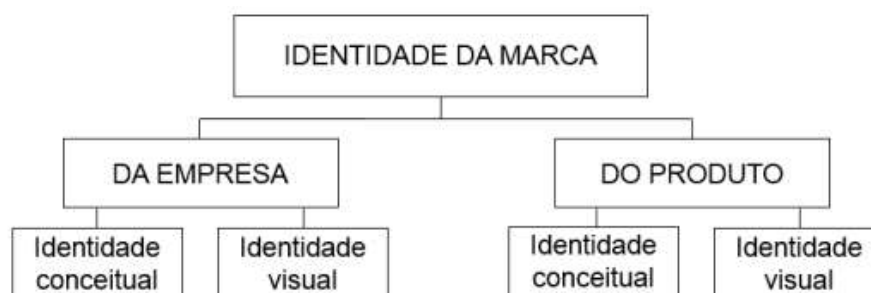 IDENTIDADE DA MARCA
DA EMPRESA
DO PRODUTO
Identidade
conceitual
Identidade
visual
Identidade
conceitual
Identidade
visual